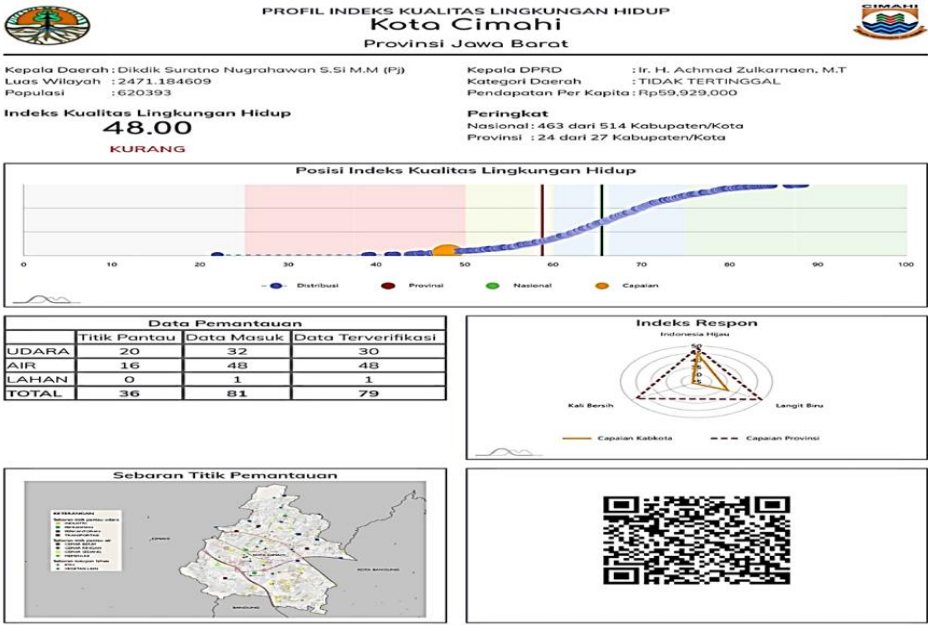 PROFIL INDEKS KUALITAS LINGKUNGAN HIDUP
Kota Cimahi
Provinsi Jawa Barat
CIMAHI
Kepala Daerah : Dikdik Suratno Nugrahawan S.Si M.M (Pj)
Luas Wilayah : 2471.184609
Populasi : 620393
Kepala DPRD : Ir. H. Achmad Zulkarnaen, M.T
Kategori Daerah : TIDAK TERTINGGAL
Pendapatan Per Kapita : Rp59,929,000
Indeks Kualitas Lingkungan Hidup
48.00
KURANG
Peringkat
Nasional : 463 dari 514 Kabupaten/Kota
Provinsi : 24 dari 27 Kabupaten/Kota
Posisi Indeks Kualitas Lingkungan Hidup
0 10 20 30 40 50 60 70 80 90 100
Distribusi Provinsi Nasional Capaian
Data Pemantauan
Titik Pantau Data Masuk Data Terverifikasi
UDARA 20 32 30
AIR 16 48 48
LAHAN 0 1 1
TOTAL 36 81 79
Indeks Respon
Indonesia Hijau
50
Kali Bersih
Langit Biru
Capaian Kabkota Capaian Provinsi
Sebaran Titik Pemantauan
KETERANGAN
KOTA BANDUNG
BANDUNG